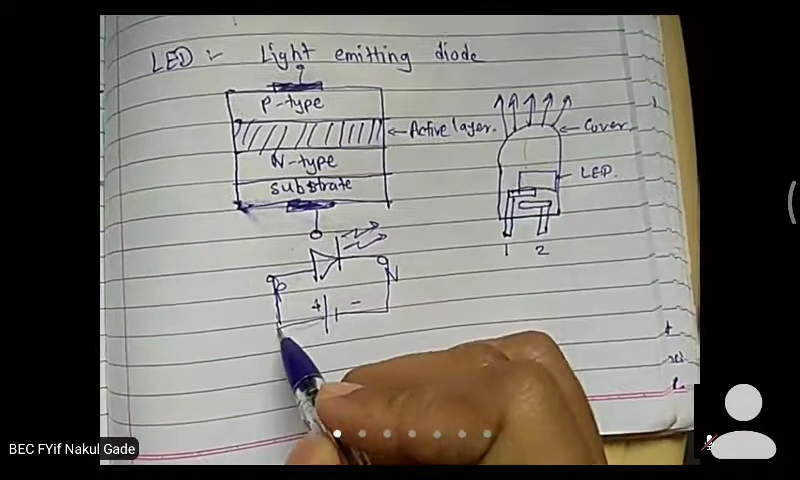 LED :- Light emitting diode
P-type
Active layer.
N-type
substrate
Cover.
LED.
1 2
P N
+ -
BEC FYif Nakul Gade